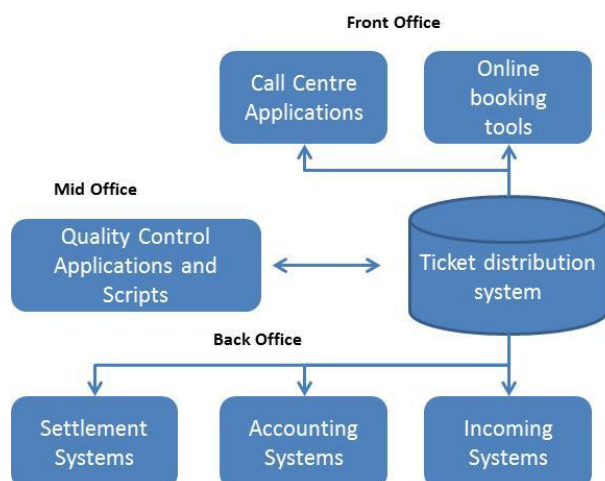 Front Office
Call Centre
Applications
Online
booking
tools
Mid Office
Quality Control
Applications and
Scripts
Ticket distribution
system
Back Office
Settlement
Systems
Accounting
Systems
Incoming
Systems